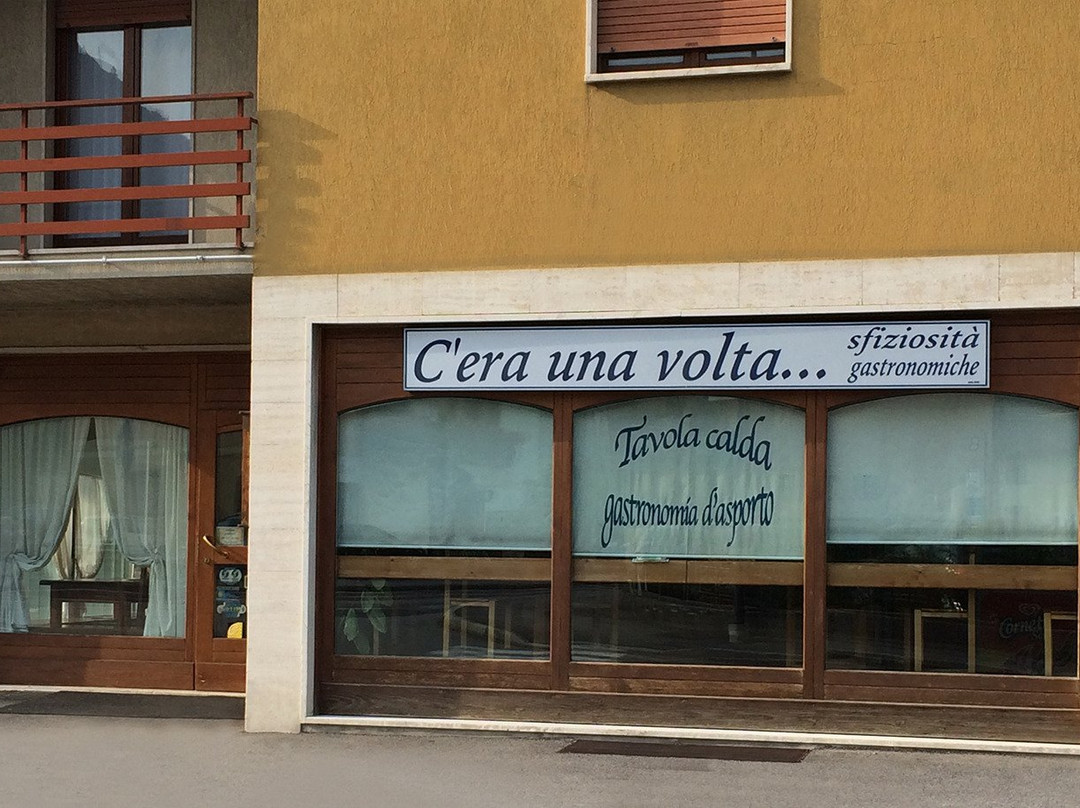 C'era una volta...
sfiziosità
gastronomiche
Tavola calda
gastronomia d'asporto